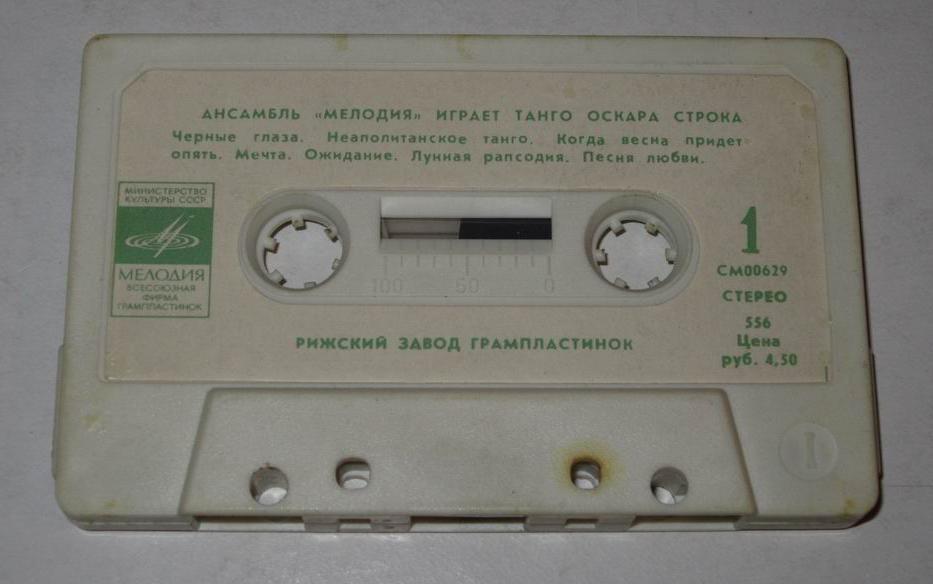 АНСАМБЛЬ «МЕЛОДИЯ» ИГРАЕТ ТАНГО ОСКАРА СТРОКА
Черные глаза. Неаполитанское танго. Когда весна придет
опять. Мечта. Ожидание. Лунная рапсодия. Песня любви.
МИНИСТЕРСТВО
КУЛЬТУРЫ СССР
МЕЛОДИЯ
ВСЕСОЮЗНАЯ
ФИРМА
ГРАМПЛАСТИНОК
100 50 0
1
СМ00629
СТЕРЕО
556
Цена
руб. 4,50
РИЖСКИЙ ЗАВОД ГРАМПЛАСТИНОК
1